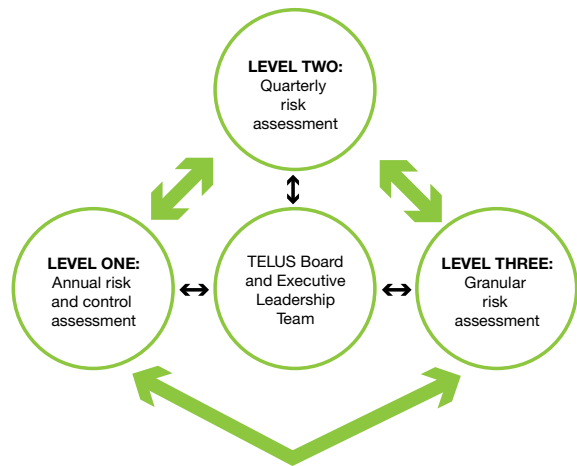 LEVEL TWO:
Quarterly
risk
assessment
LEVEL ONE:
Annual risk
and control
assessment
TELUS Board
and Executive
Leadership
Team
LEVEL THREE:
Granular
risk
assessment